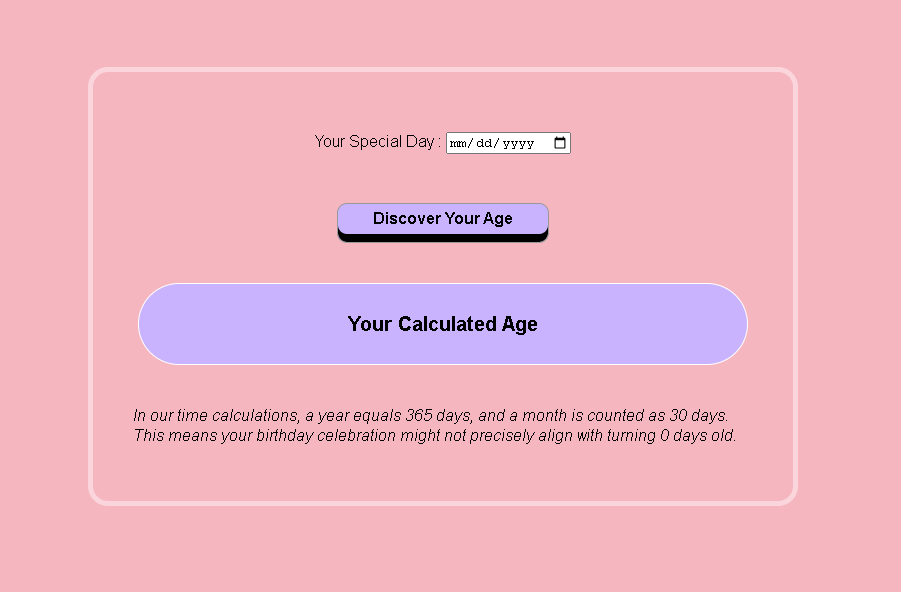 Your Special Day : mm/dd/yyyy
Discover Your Age
Your Calculated Age
In our time calculations, a year equals 365 days, and a month is counted as 30 days.
This means your birthday celebration might not precisely align with turning 0 days old.